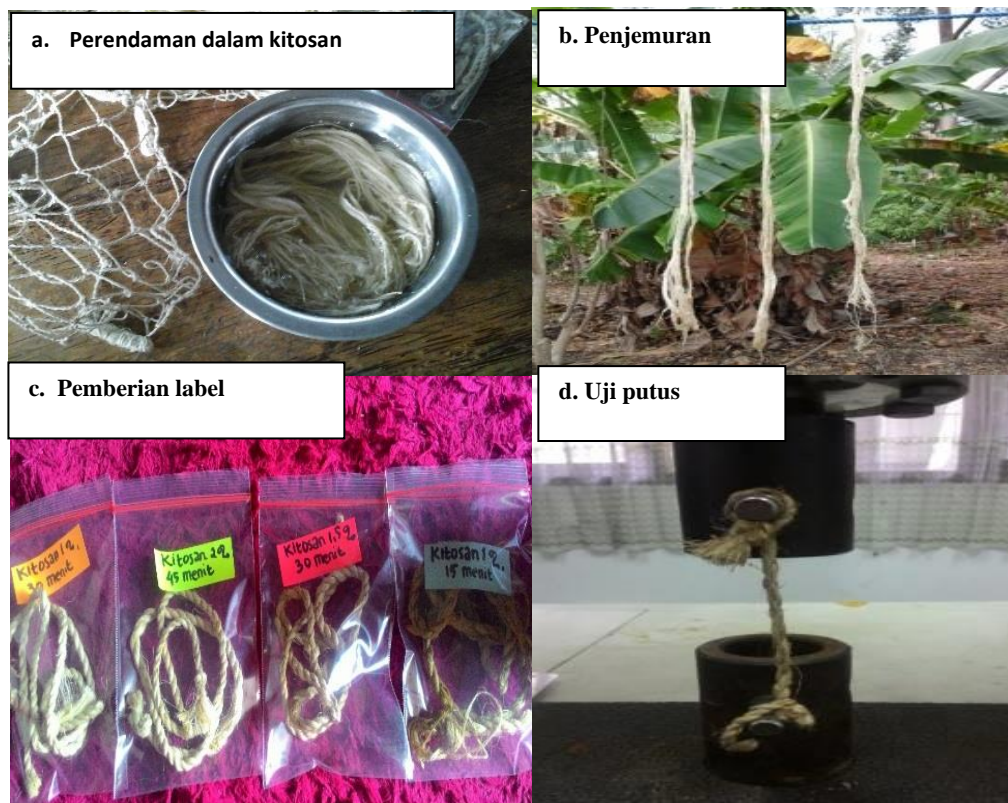 a. Perendaman dalam kitosan
b. Penjemuran
c. Pemberian label
Kitosan 1%,
30 menit
Kitosan 2%
45 menit
Kitosan 1,5%
30 menit
Kitosan 1%,
15 menit
d. Uji putus